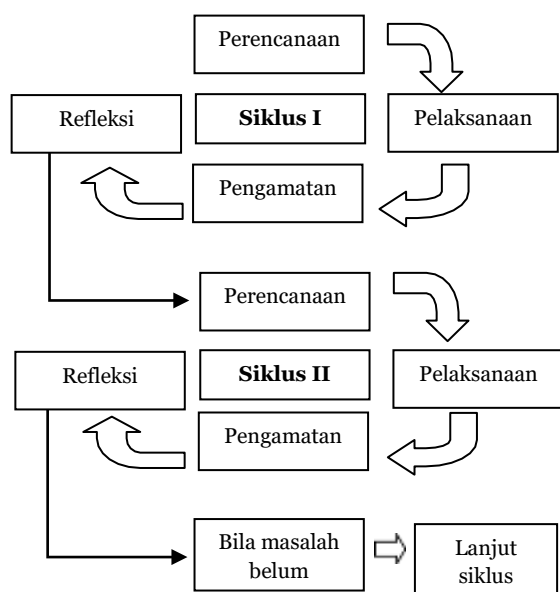 Perencanaan
Refleksi
Siklus I
Pelaksanaan
Pengamatan
Perencanaan
Refleksi
Siklus II
Pelaksanaan
Pengamatan
Bila masalah
belum
Lanjut
siklus